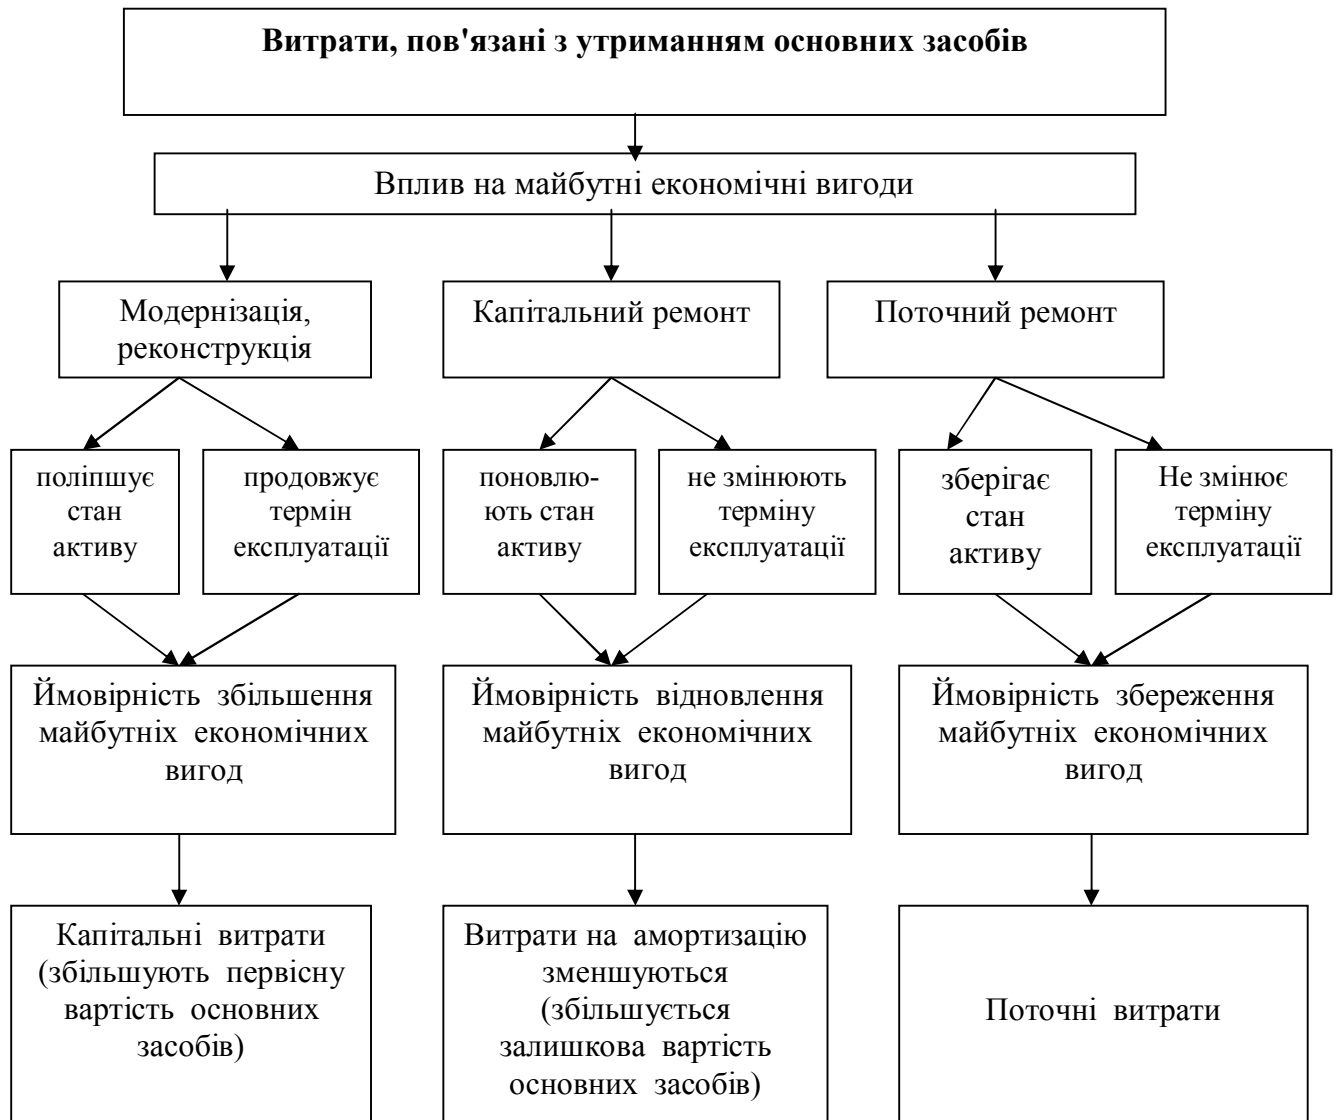 Витрати, пов'язані з утриманням основних засобів
Вплив на майбутні економічні вигоди
Модернізація,
реконструкція
Капітальний ремонт
Поточний ремонт
поліпшує
стан
активу
продовжує
термін
експлуатації
поновлю-
ють стан
активу
не змінюють
терміну
експлуатації
зберігає
стан
активу
Не змінює
терміну
експлуатації
Ймовірність збільшення
майбутніх економічних
вигод
Ймовірність відновлення
майбутніх економічних
вигод
Ймовірність збереження
майбутніх економічних
вигод
Капітальні витрати
(збільшують первісну
вартість основних
засобів)
Витрати на амортизацію
зменшуються
(збільшується
залишкова вартість
основних засобів)
Поточні витрати